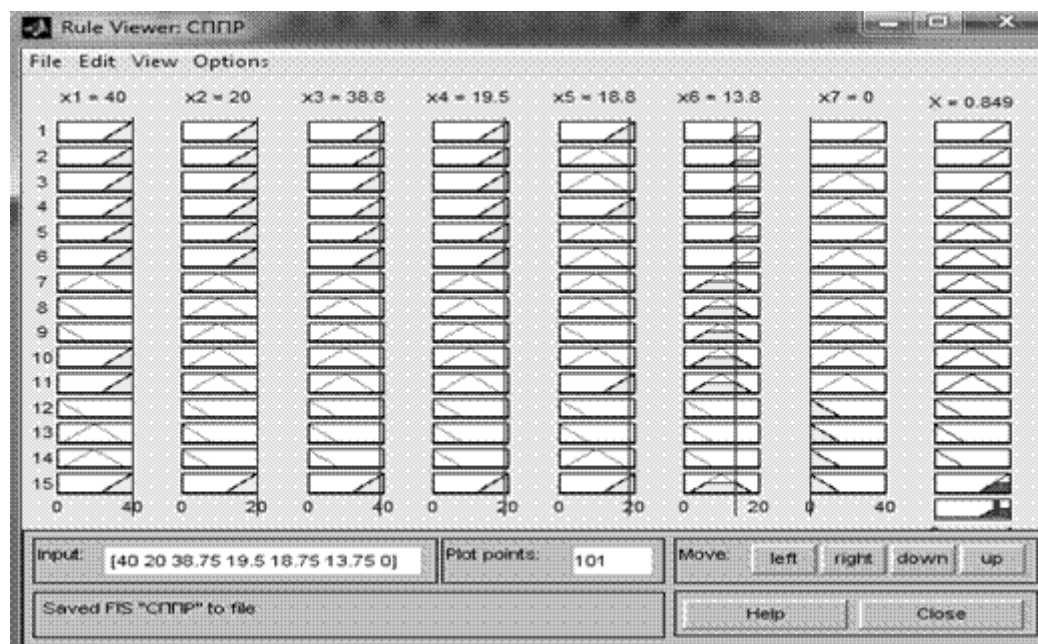 Rule Viewer: СППР
File Edit View Options
x1 = 40 x2 = 20 x3 = 38.8 x4 = 19.5 x5 = 18.8 x6 = 13.8 x7 = 0 X = 0.849
1
2
3
4
5
6
7
8
9
10
11
12
13
14
15
0 40 0 20 0 40 0 20 0 20 0 20 0 40
Input: [40 20 38.75 19.5 18.75 13.75 0] Plot points: 101 Move: left right down up
Saved FIS "СППР" to file Help Close